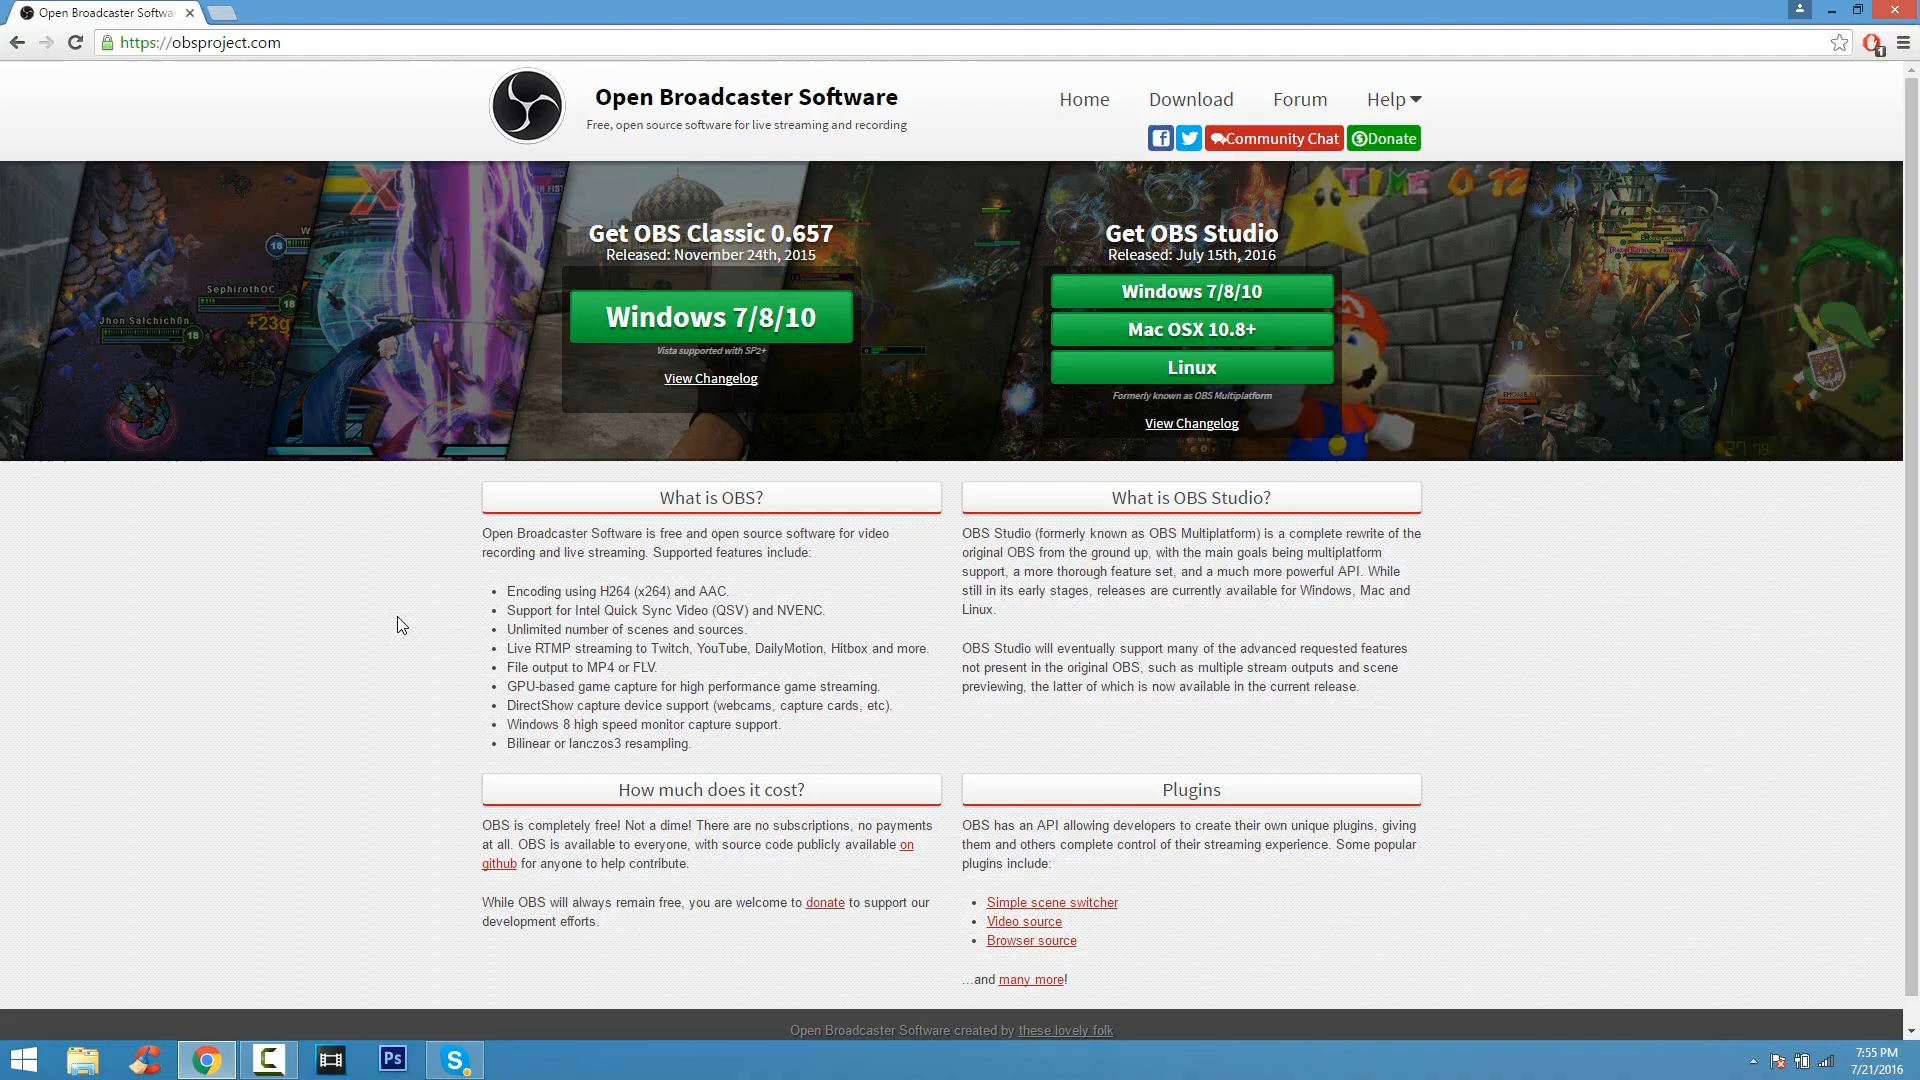 Open Broadcaster Softwa
https://obsproject.com
1
Open Broadcaster Software
Free, open source software for live streaming and recording
Home
Download
Forum
Help
Community Chat
Donate
SephirothOC
18
18
Jhon Salchich0n.
18
+23g
TIME 0 12
Get OBS Classic 0.657
Released: November 24th, 2015
Windows 7/8/10
Vista supported with SP2+
View Changelog
Get OBS Studio
Released: July 15th, 2016
Windows 7/8/10
Mac OSX 10.8+
Linux
Formerly known as OBS Multiplatform
View Changelog
What is OBS?
Open Broadcaster Software is free and open source software for video
recording and live streaming. Supported features include:
• Encoding using H264 (x264) and AAC.
• Support for Intel Quick Sync Video (QSV) and NVENC.
• Unlimited number of scenes and sources.
• Live RTMP streaming to Twitch, YouTube, DailyMotion, Hitbox and more.
• File output to MP4 or FLV.
• GPU-based game capture for high performance game streaming.
• DirectShow capture device support (webcams, capture cards, etc).
• Windows 8 high speed monitor capture support.
• Bilinear or lanczos3 resampling.
What is OBS Studio?
OBS Studio (formerly known as OBS Multiplatform) is a complete rewrite of the
original OBS from the ground up, with the main goals being multiplatform
support, a more thorough feature set, and a much more powerful API. While
still in its early stages, releases are currently available for Windows, Mac and
Linux.
OBS Studio will eventually support many of the advanced requested features
not present in the original OBS, such as multiple stream outputs and scene
previewing, the latter of which is now available in the current release.
How much does it cost?
OBS is completely free! Not a dime! There are no subscriptions, no payments
at all. OBS is available to everyone, with source code publicly available on
github for anyone to help contribute.
While OBS will always remain free, you are welcome to donate to support our
development efforts.
Plugins
OBS has an API allowing developers to create their own unique plugins, giving
them and others complete control of their streaming experience. Some popular
plugins include:
• Simple scene switcher
• Video source
• Browser source
...and many more!
Open Broadcaster Software created by these lovely folk
Ps
7:55 PM
7/21/2016